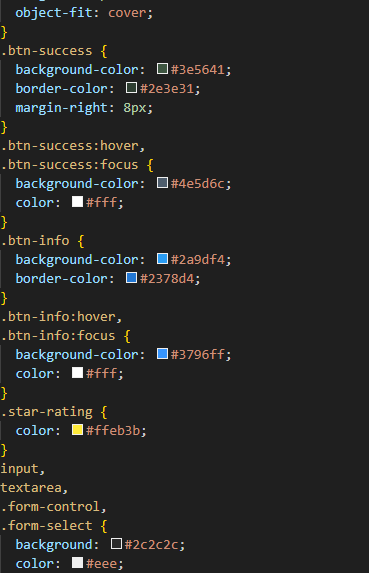 object-fit: cover;
}
.btn-success {
background-color: #3e5641;
border-color: #2e3e31;
margin-right: 8px;
}
.btn-success:hover,
.btn-success:focus {
background-color: #4e5d6c;
color: #fff;
}
.btn-info {
background-color: #2a9df4;
border-color: #2378d4;
}
.btn-info:hover,
.btn-info:focus {
background-color: #3796ff;
color: #fff;
}
.star-rating {
color: #ffeb3b;
}
input,
textarea,
.form-control,
.form-select {
background: #2c2c2c;
color: #eee;